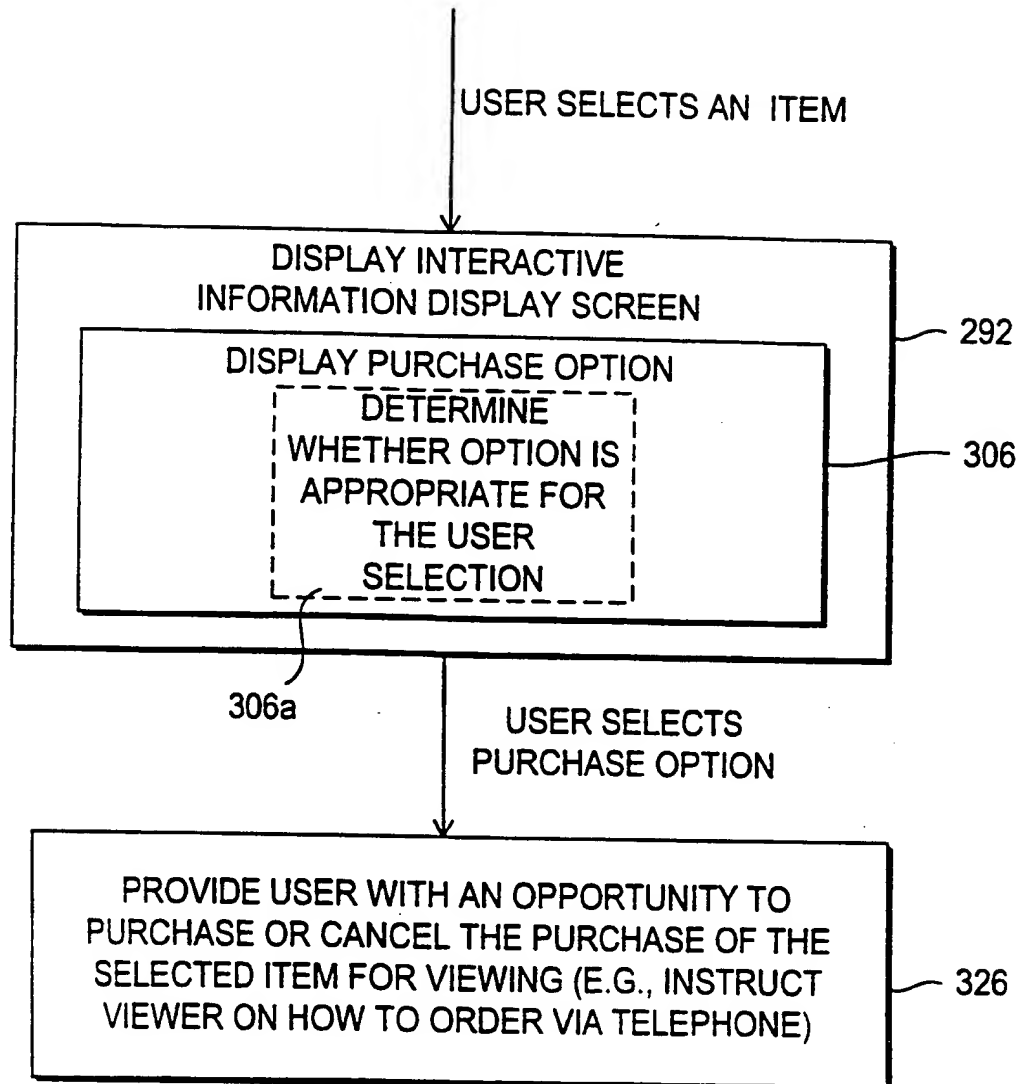 USER SELECTS AN ITEM
DISPLAY INTERACTIVE
INFORMATION DISPLAY SCREEN
292
DISPLAY PURCHASE OPTION
306
DETERMINE
WHETHER OPTION IS
APPROPRIATE FOR
THE USER
SELECTION
306a
USER SELECTS
PURCHASE OPTION
PROVIDE USER WITH AN OPPORTUNITY TO
PURCHASE OR CANCEL THE PURCHASE OF THE
SELECTED ITEM FOR VIEWING (E.G., INSTRUCT
VIEWER ON HOW TO ORDER VIA TELEPHONE)
326